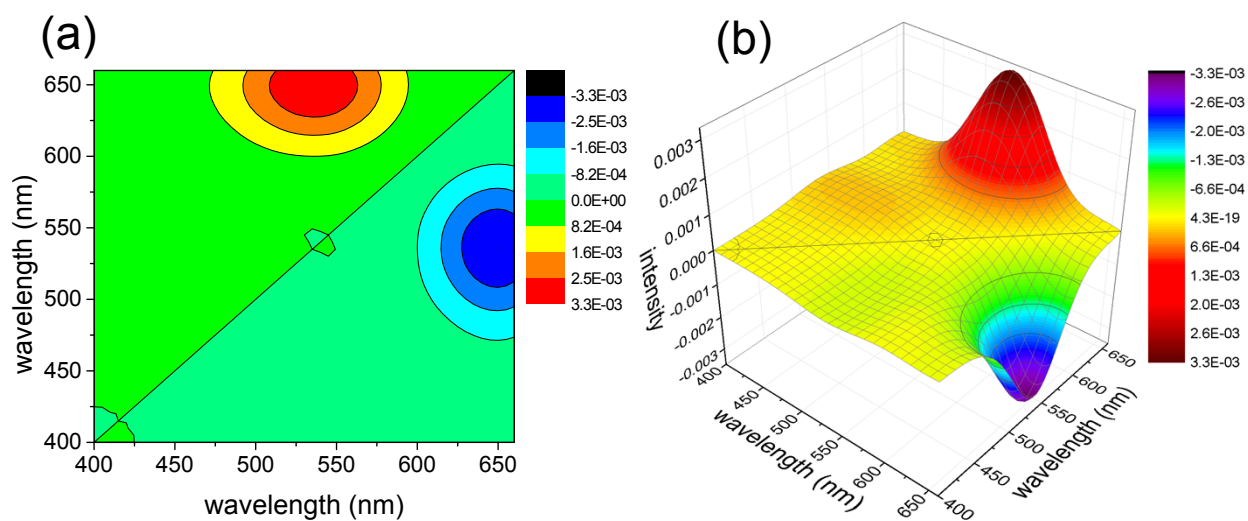 (a)
650
600
550
500
450
400
wavelength (nm)
400 450 500 550 600 650
wavelength (nm)
-3.3E-03
-2.5E-03
-1.6E-03
-8.2E-04
0.0E+00
8.2E-04
1.6E-03
2.5E-03
3.3E-03
(b)
0.003
0.002
0.001
0.000
-0.001
-0.002
-0.003
intensity
400 450 500 550 600 650
wavelength (nm)
400 450 500 550 600 650
wavelength (nm)
-3.3E-03
-2.6E-03
-2.0E-03
-1.3E-03
-6.6E-04
4.3E-19
6.6E-04
1.3E-03
2.0E-03
2.6E-03
3.3E-03